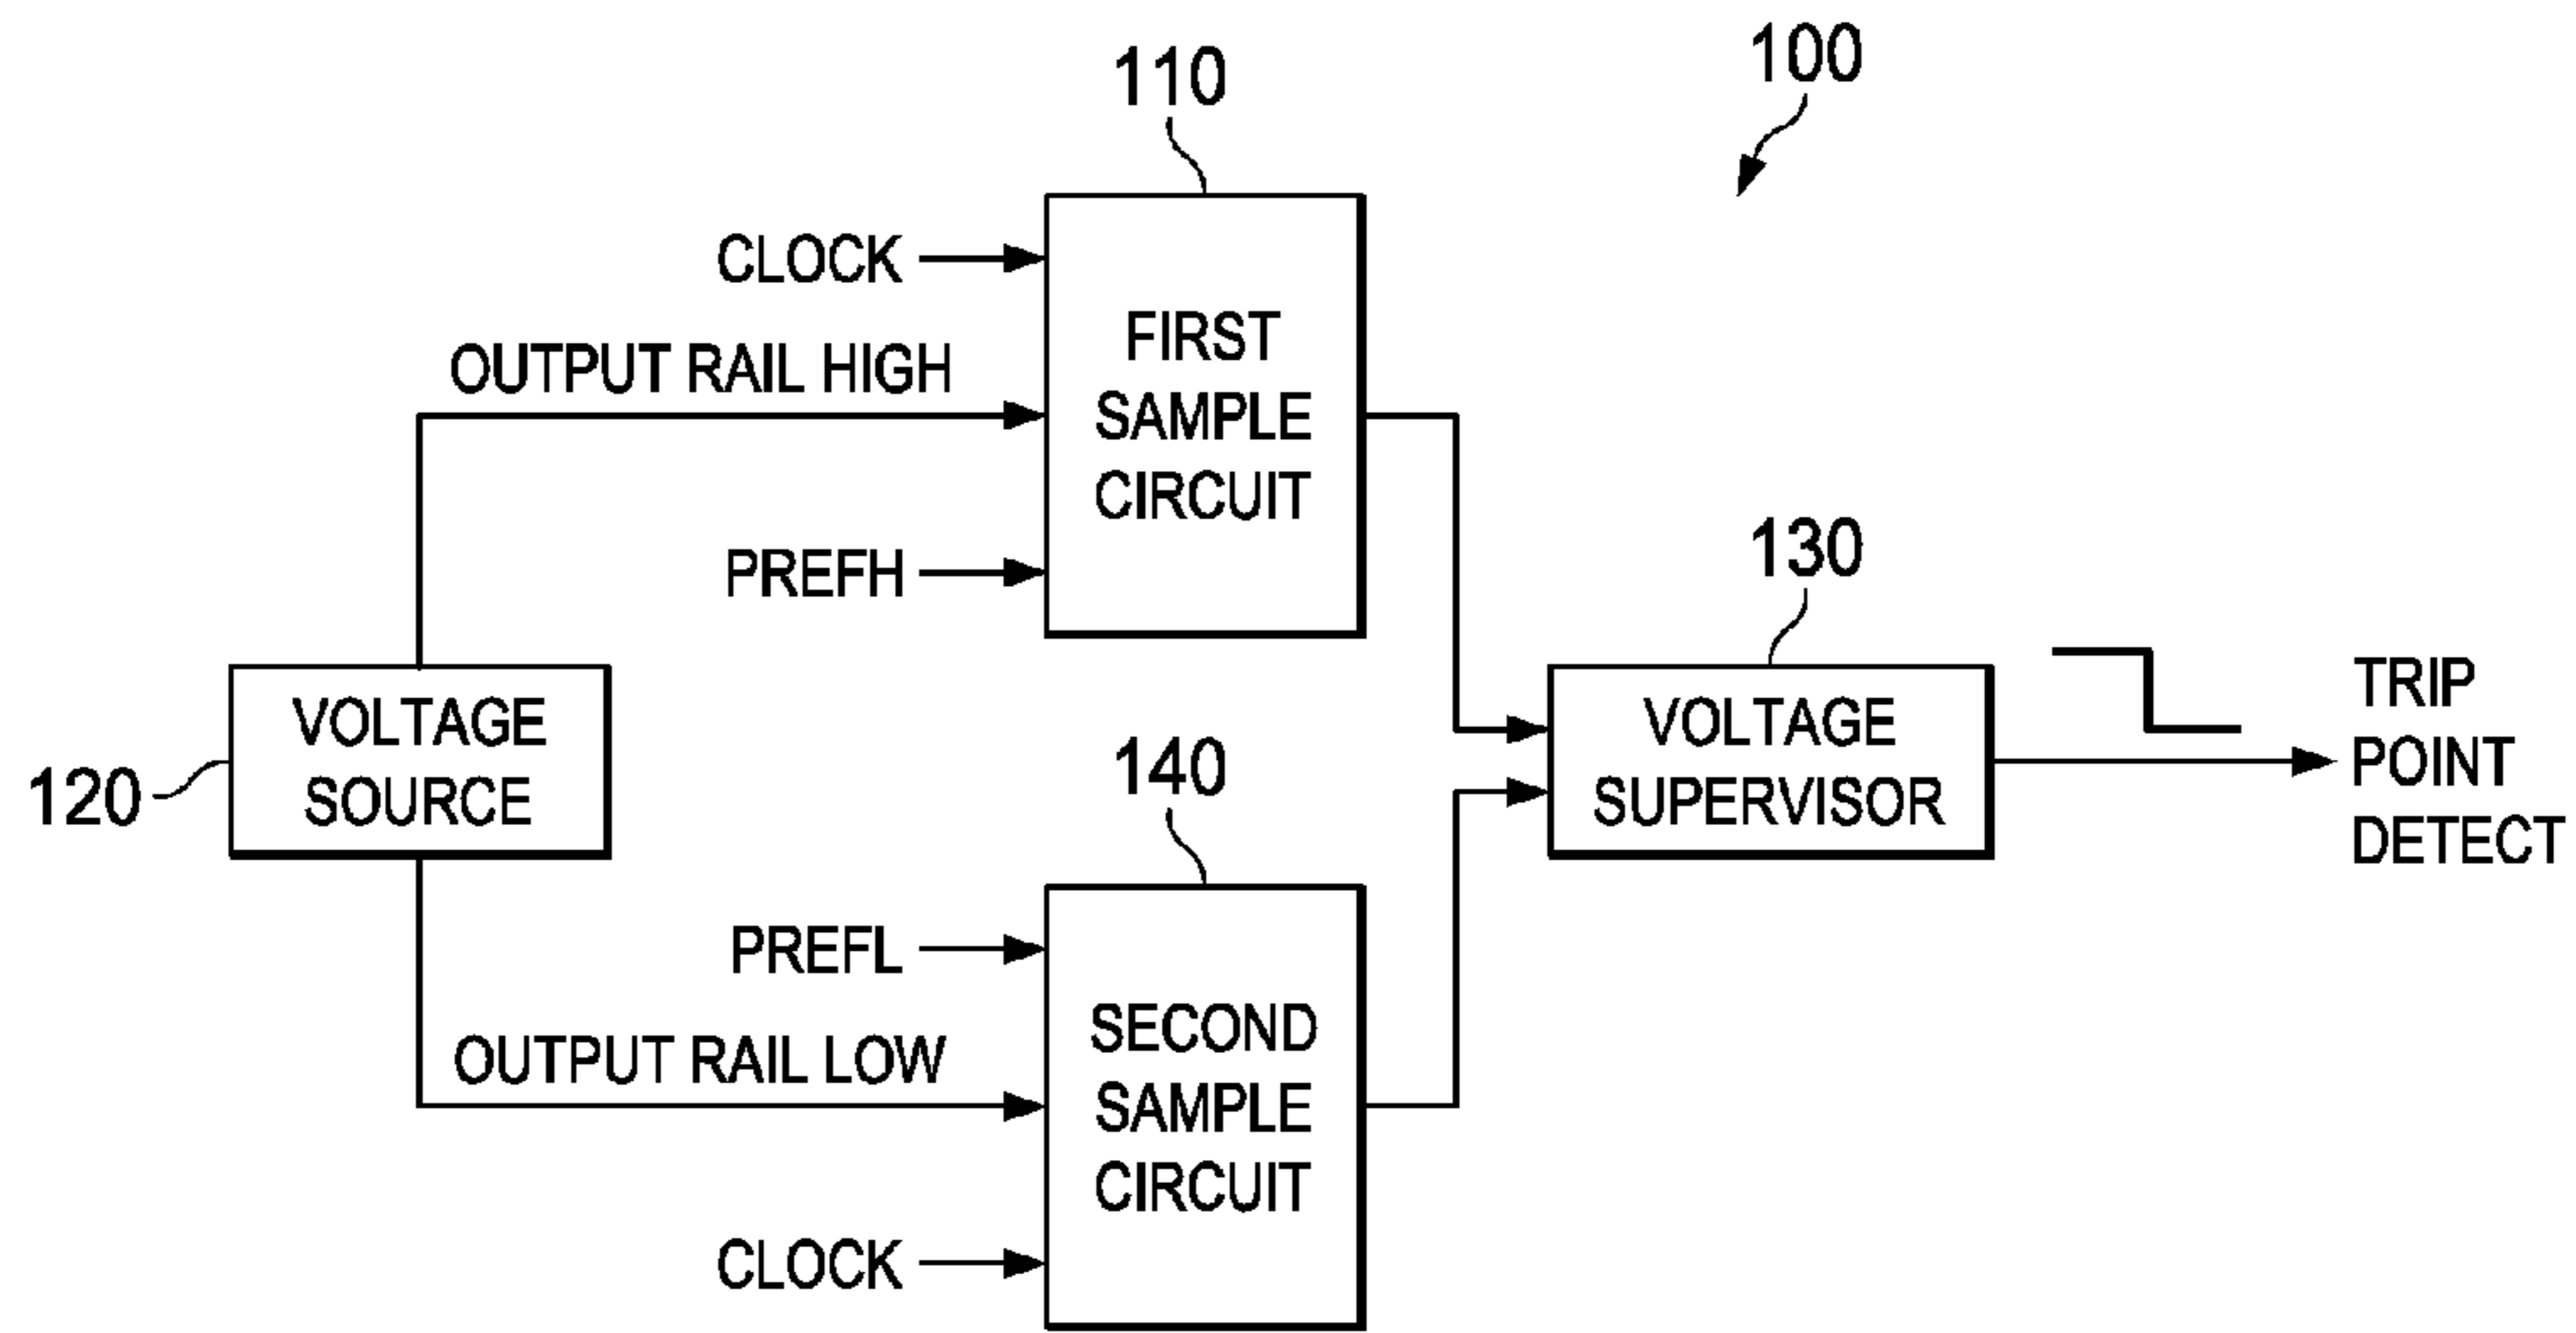 100
110
CLOCK
OUTPUT RAIL HIGH
PREFH
FIRST
SAMPLE
CIRCUIT
120
VOLTAGE
SOURCE
130
VOLTAGE
SUPERVISOR
TRIP
POINT
DETECT
140
PREFL
OUTPUT RAIL LOW
CLOCK
SECOND
SAMPLE
CIRCUIT